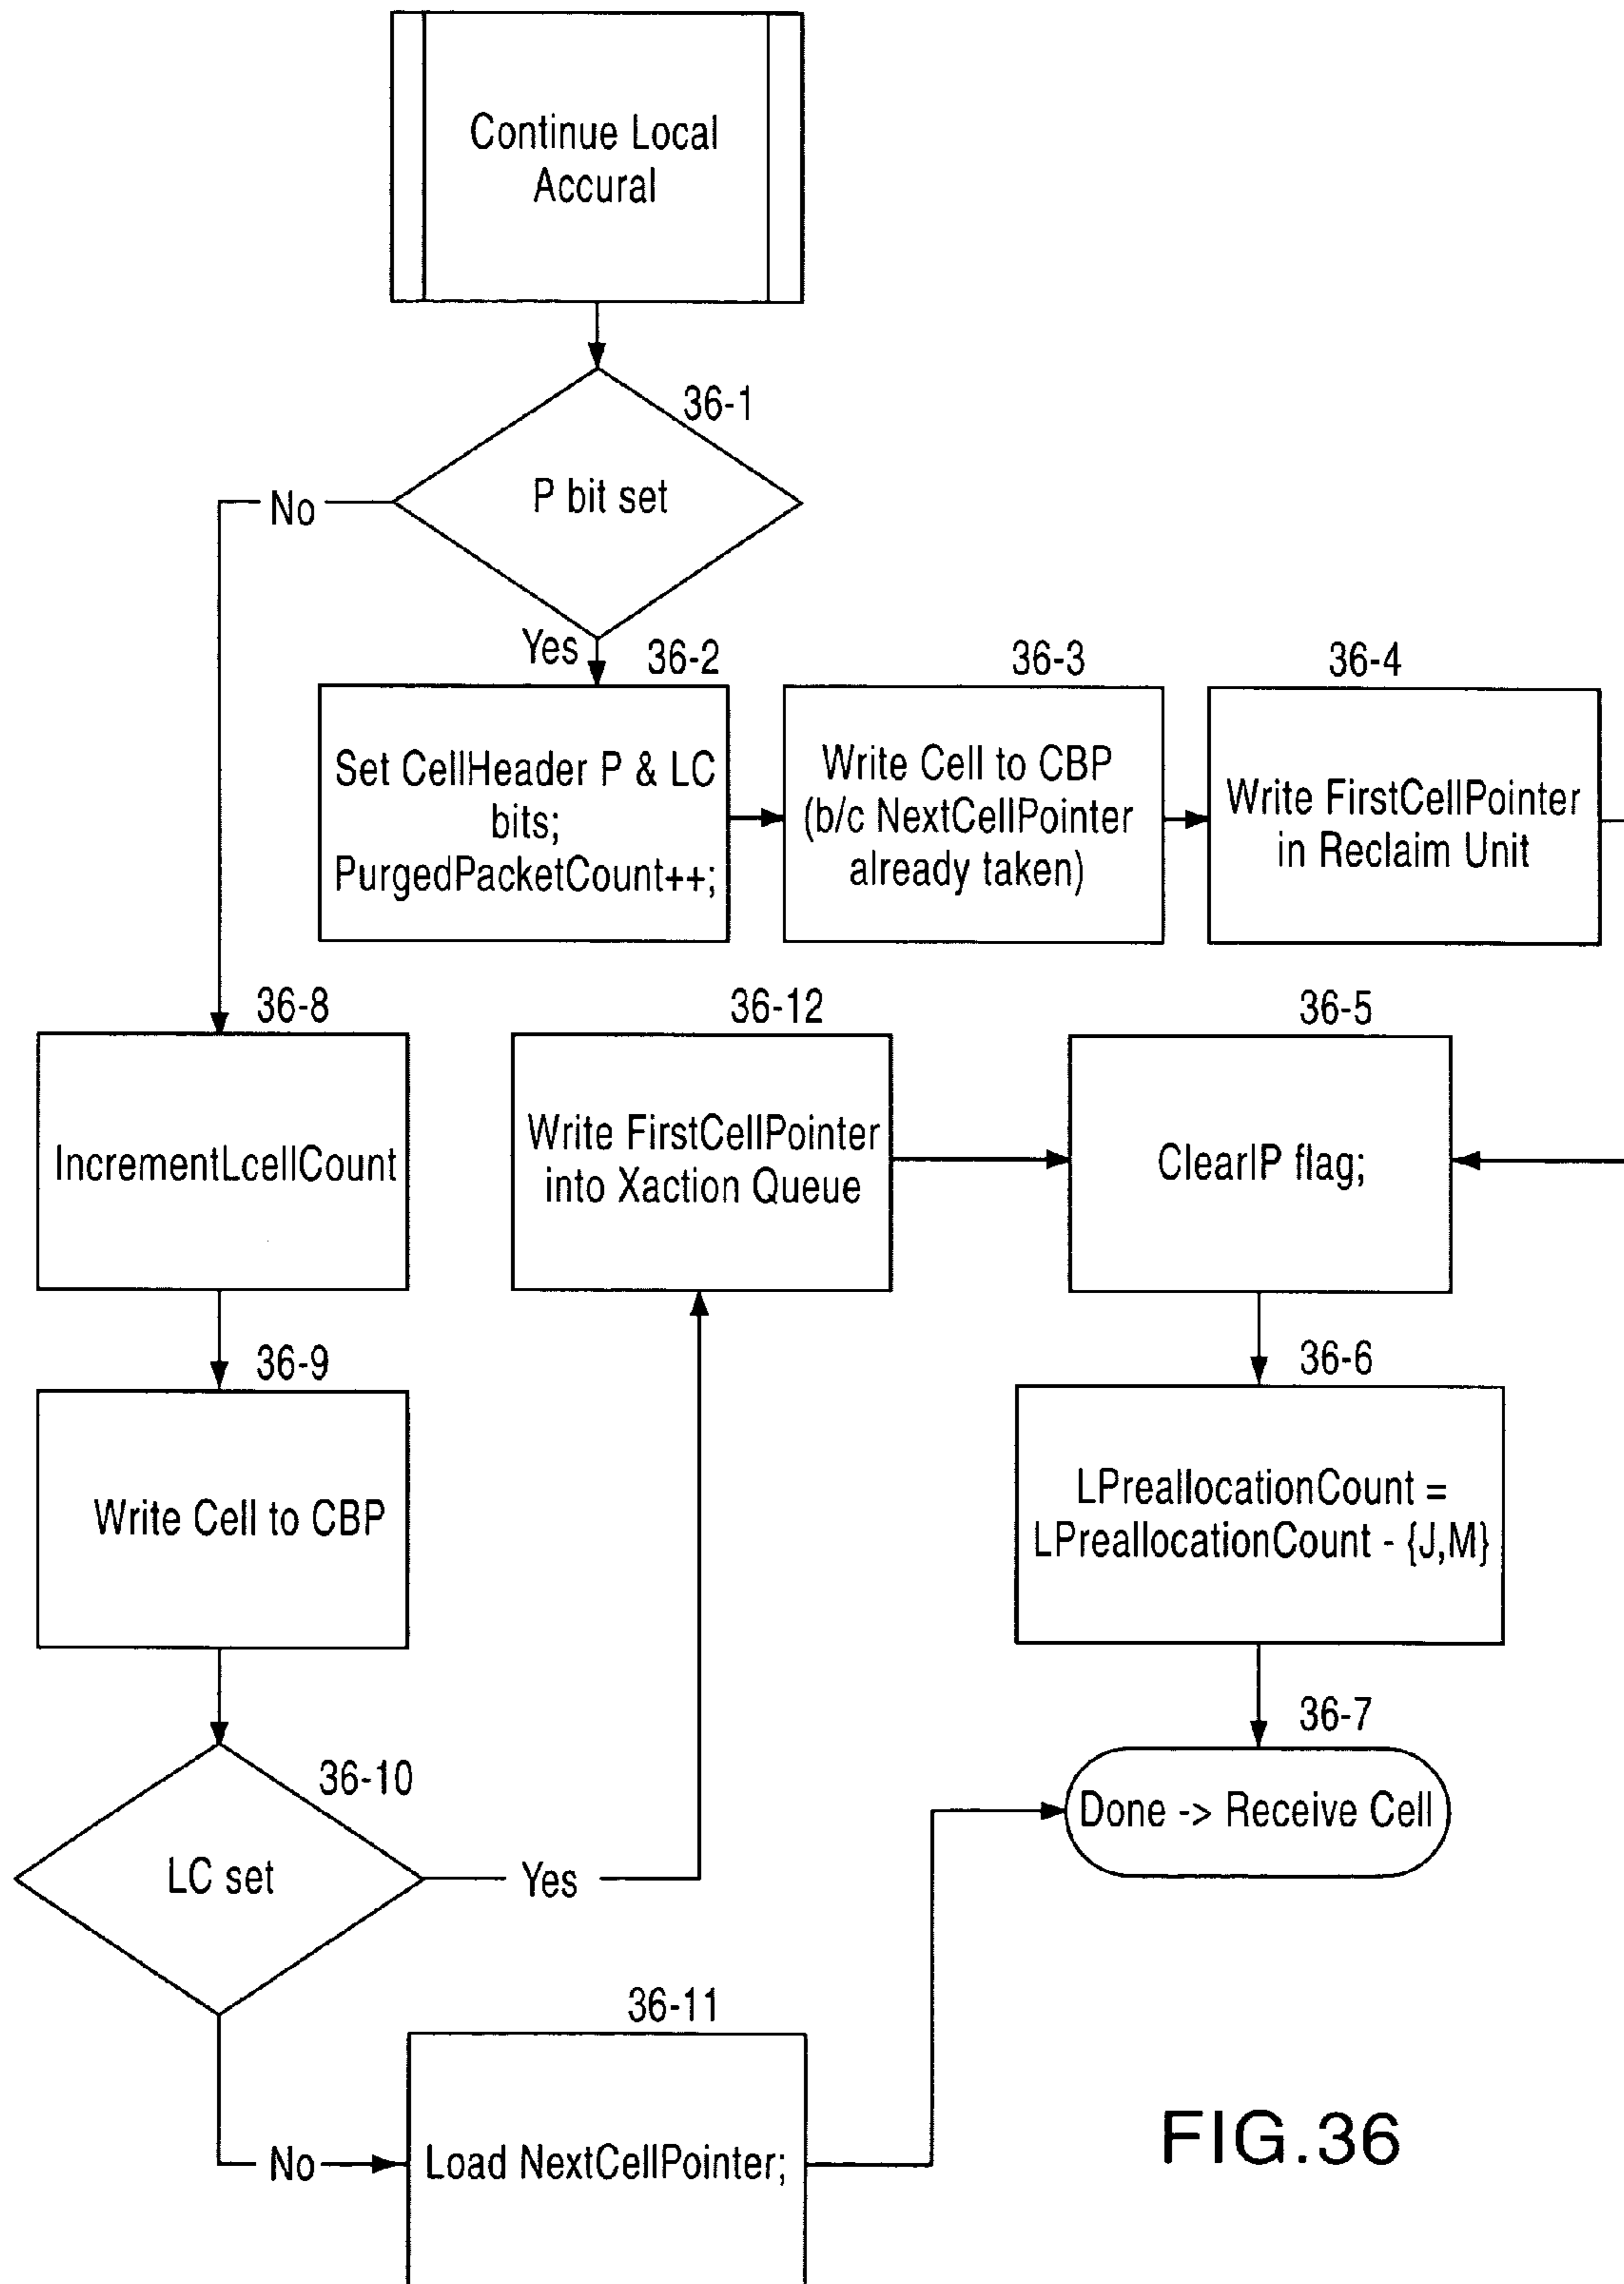 Continue Local
Accural
36-1
P bit set
No
Yes
36-2
Set CellHeader P & LC
bits;
PurgedPacketCount++;
36-3
Write Cell to CBP
(b/c NextCellPointer
already taken)
36-4
Write FirstCellPointer
in Reclaim Unit
36-8
IncrementLcellCount
36-12
Write FirstCellPointer
into Xaction Queue
36-5
ClearIP flag;
36-9
Write Cell to CBP
36-6
LPreallocationCount =
LPreallocationCount - {J,M}
36-10
LC set
Yes
36-7
Done -> Receive Cell
No
36-11
Load NextCellPointer;
FIG.36